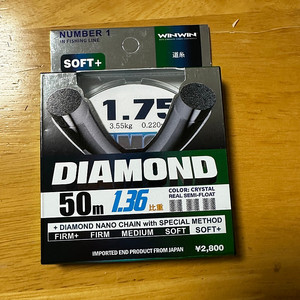 NUMBER 1
IN FISHING LINE
WINWIN
SOFT+
道糸
1.75
3.55kg 0.220
DIAMOND
50m 1.36 比重
COLOR: CRYSTAL
REAL SEMI-FLOAT
+ DIAMOND NANO CHAIN with SPECIAL METHOD
FIRM+ FIRM MEDIUM SOFT SOFT+
IMPORTED END PRODUCT FROM JAPAN
¥2,800